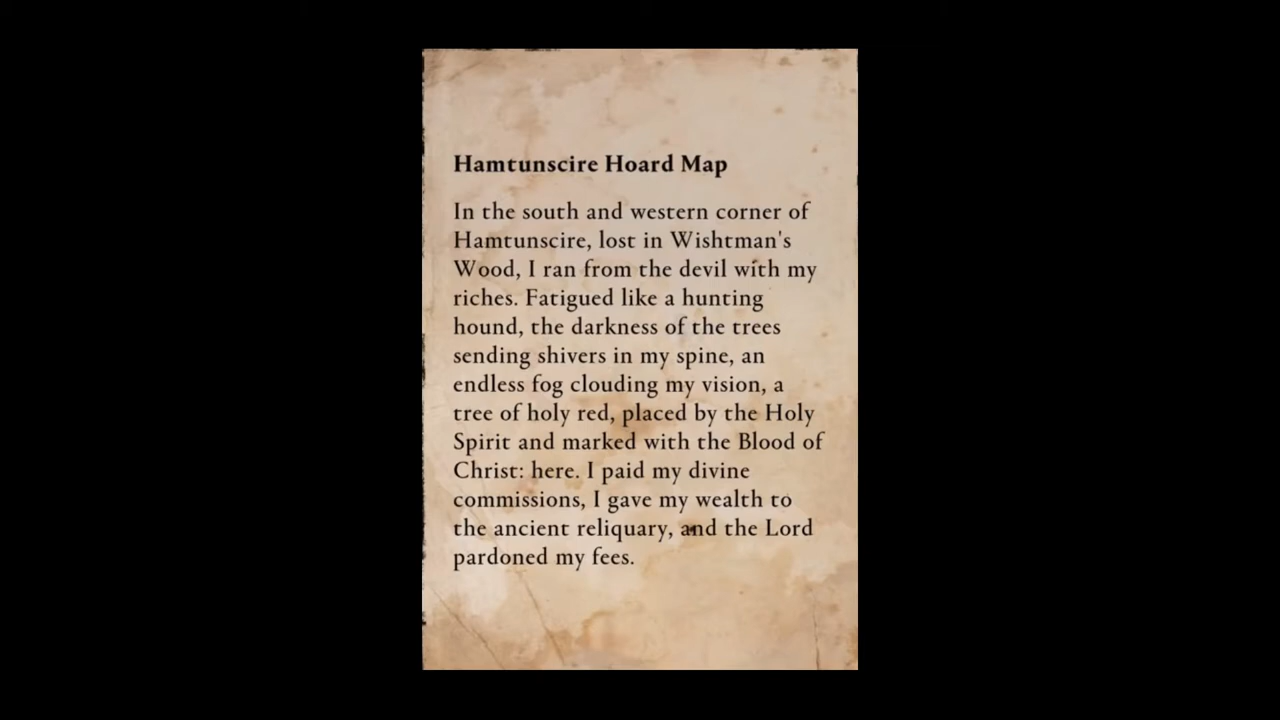 Hamtunscire Hoard Map
In the south and western corner of
Hamtunscire, lost in Wishtman's
Wood, I ran from the devil with my
riches. Fatigued like a hunting
hound, the darkness of the trees
sending shivers in my spine, an
endless fog clouding my vision, a
tree of holy red, placed by the Holy
Spirit and marked with the Blood of
Christ: here. I paid my divine
commissions, I gave my wealth to
the ancient reliquary, and the Lord
pardoned my fees.